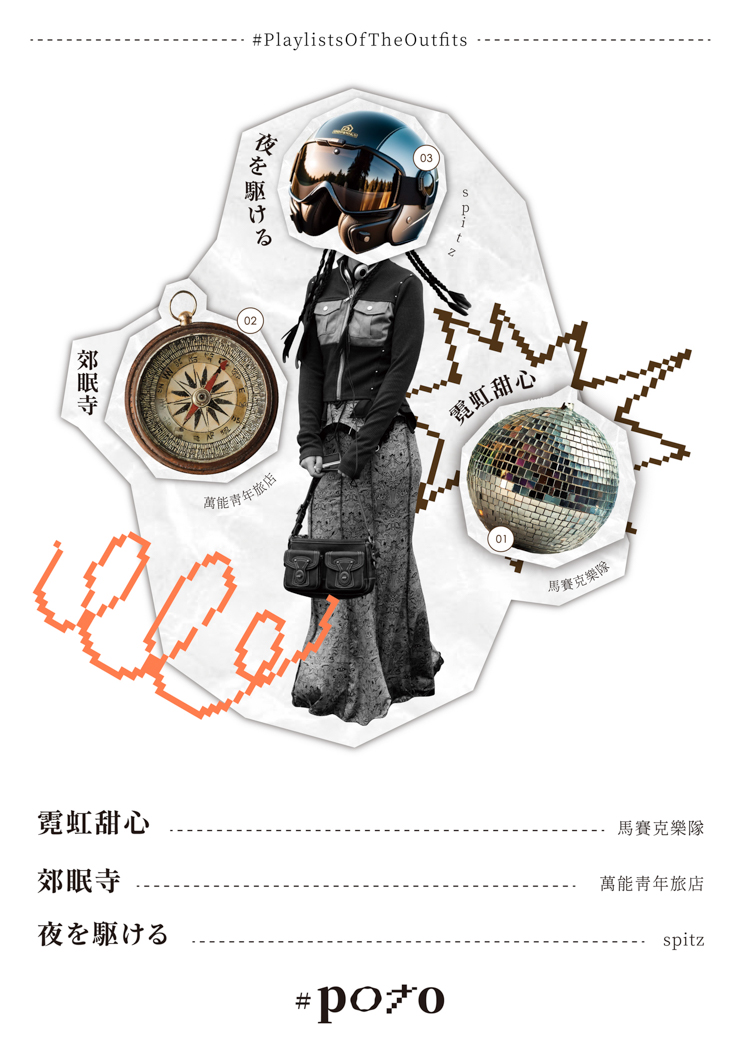 #PlaylistsOfTheOutfits
夜を駆ける
03
spitz
02
郊眠寺
萬能青年旅店
霓虹甜心
01
馬賽克樂隊
霓虹甜心 馬賽克樂隊
郊眠寺 萬能青年旅店
夜を駆ける spitz
#poto